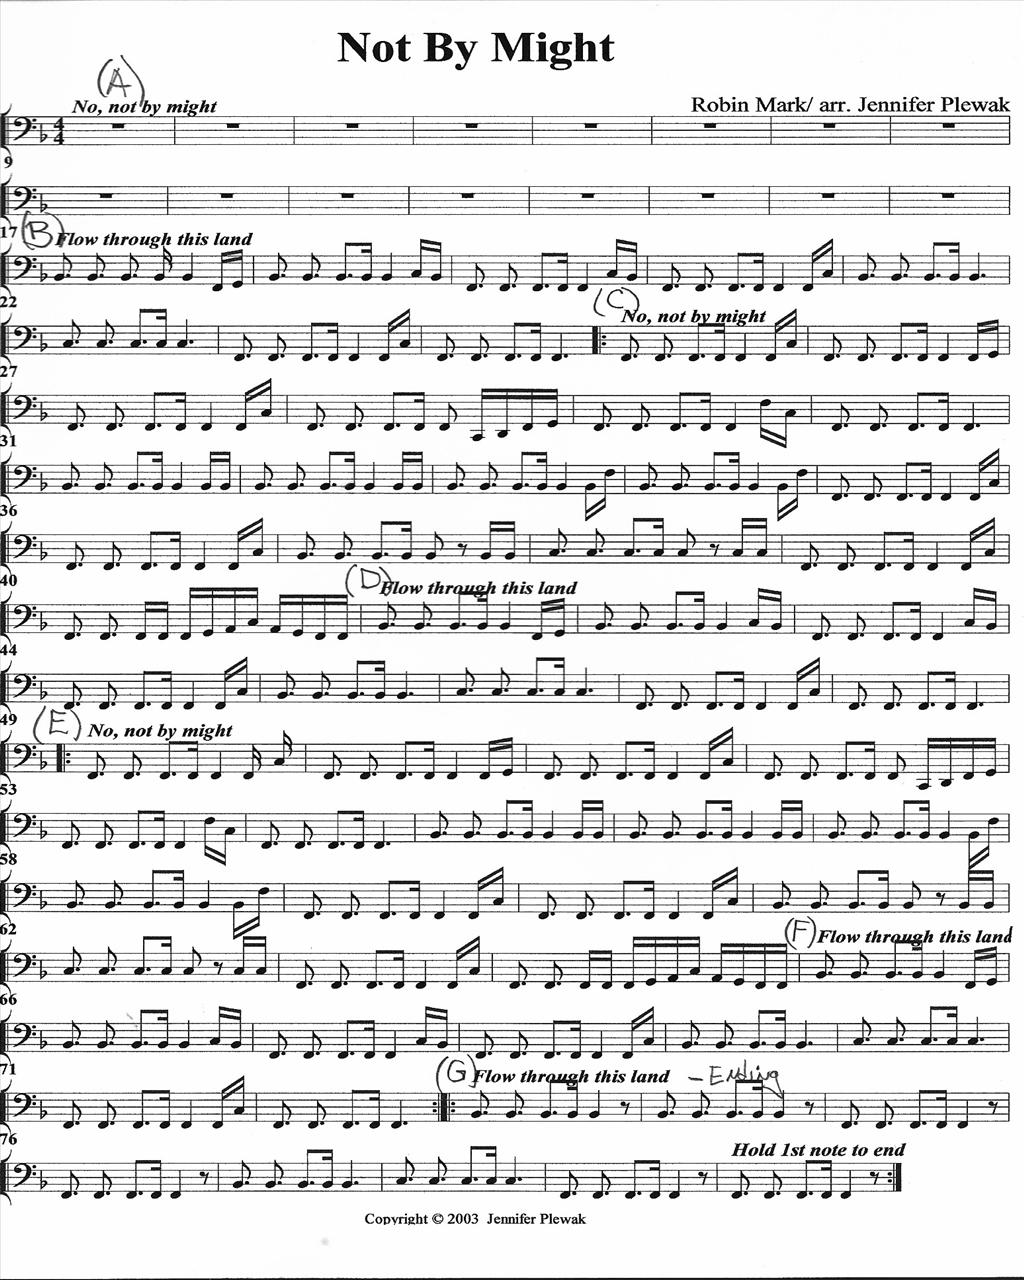 Not By Might
(A)
No, not by might
Robin Mark/ arr. Jennifer Plewak
4
4
9
17 (B) Flow through this land
22
(C) No, not by might
27
31
36
40
(D) Flow through this land
44
49 (E) No, not by might
53
58
62
(F) Flow through this land
66
71
(G) Flow through this land - Ending
76
Hold 1st note to end
Copyright © 2003 Jennifer Plewak